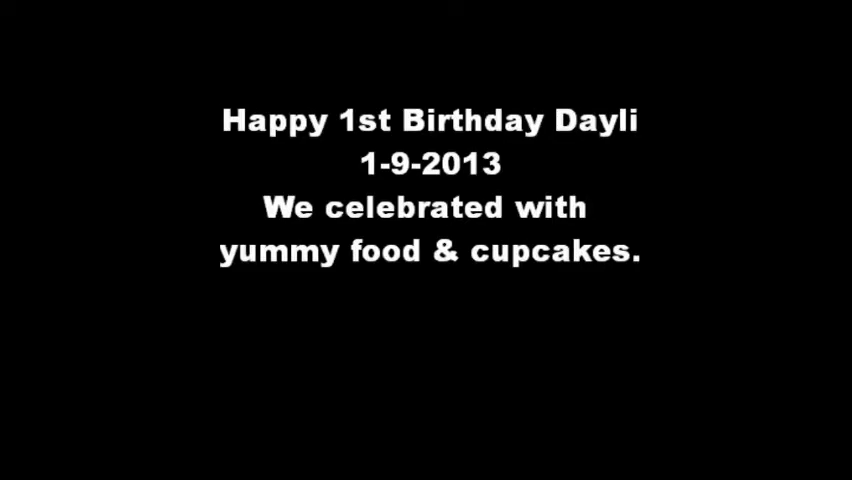 Happy 1st Birthday Dayli
1-9-2013
We celebrated with
yummy food & cupcakes.